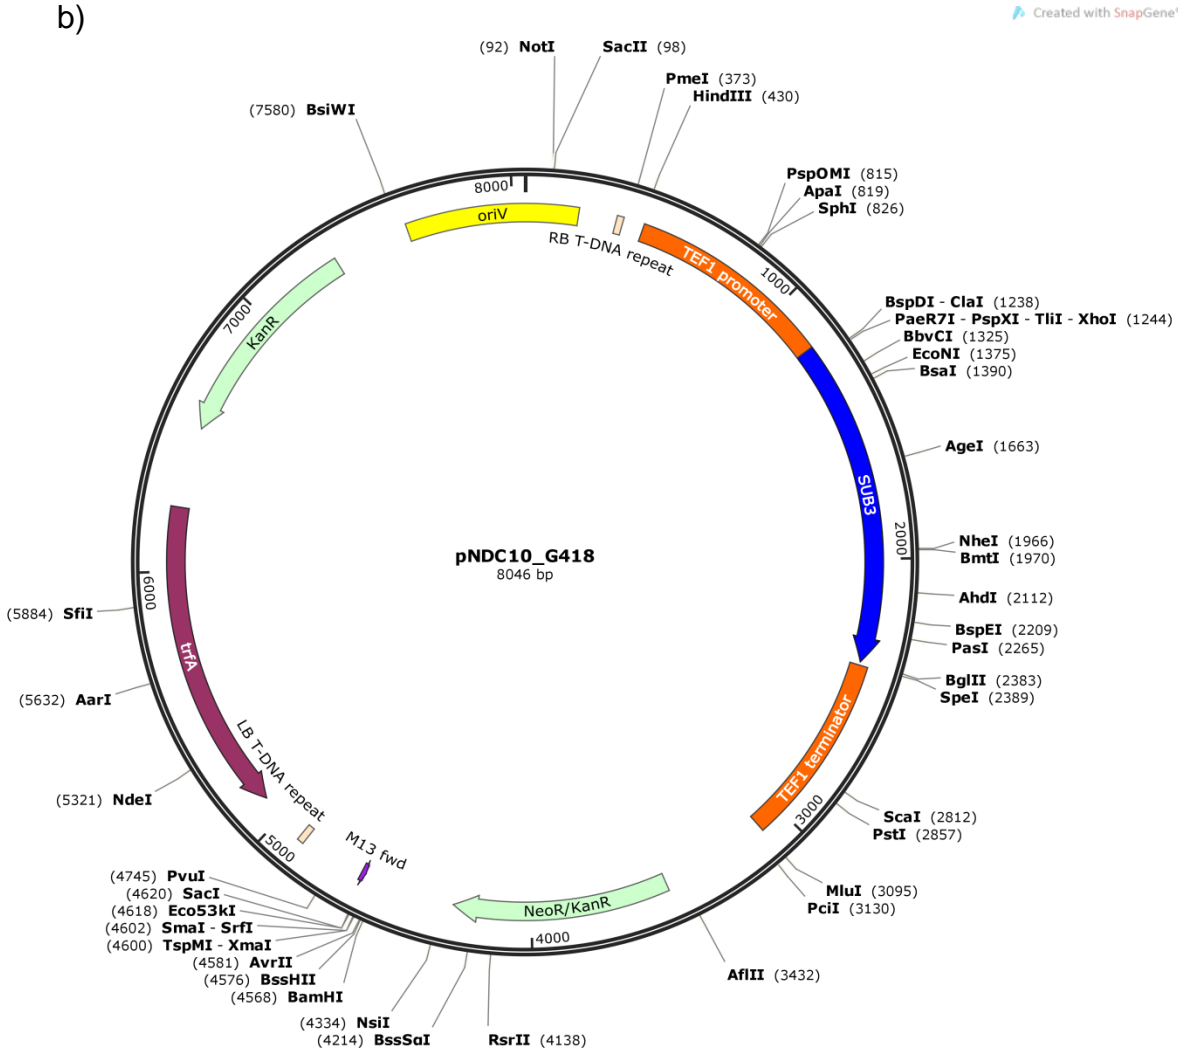 b)
Created with SnapGene®
(92) NotI
SacII (98)
PmeI (373)
HindIII (430)
(7580) BsiWI
PspOMI (815)
ApaI (819)
SphI (826)
BspDI - ClaI (1238)
PaeR7I - PspXI - TliI - XhoI (1244)
BbvCI (1325)
EcoNI (1375)
BsaI (1390)
AgeI (1663)
NheI (1966)
BmtI (1970)
AhdI (2112)
BspEI (2209)
PasI (2265)
BglII (2383)
SpeI (2389)
ScaI (2812)
PstI (2857)
MluI (3095)
PciI (3130)
AflII (3432)
RsrII (4138)
(4214) BssSαI
(4334) NsiI
(4568) BamHI
(4576) BssHII
(4581) AvrII
(4600) TspMI - XmaI
(4602) SmaI - SrfI
(4618) Eco53kI
(4620) SacI
(4745) PvuI
(5321) NdeI
(5632) AarI
(5884) SfiI
8000
1000
2000
3000
4000
5000
6000
7000
oriV
RB T-DNA repeat
TEF1 promoter
SUB3
TEF1 terminator
NeoR/KanR
M13 fwd
LB T-DNA repeat
trfA
KanR
pNDC10_G418
8046 bp